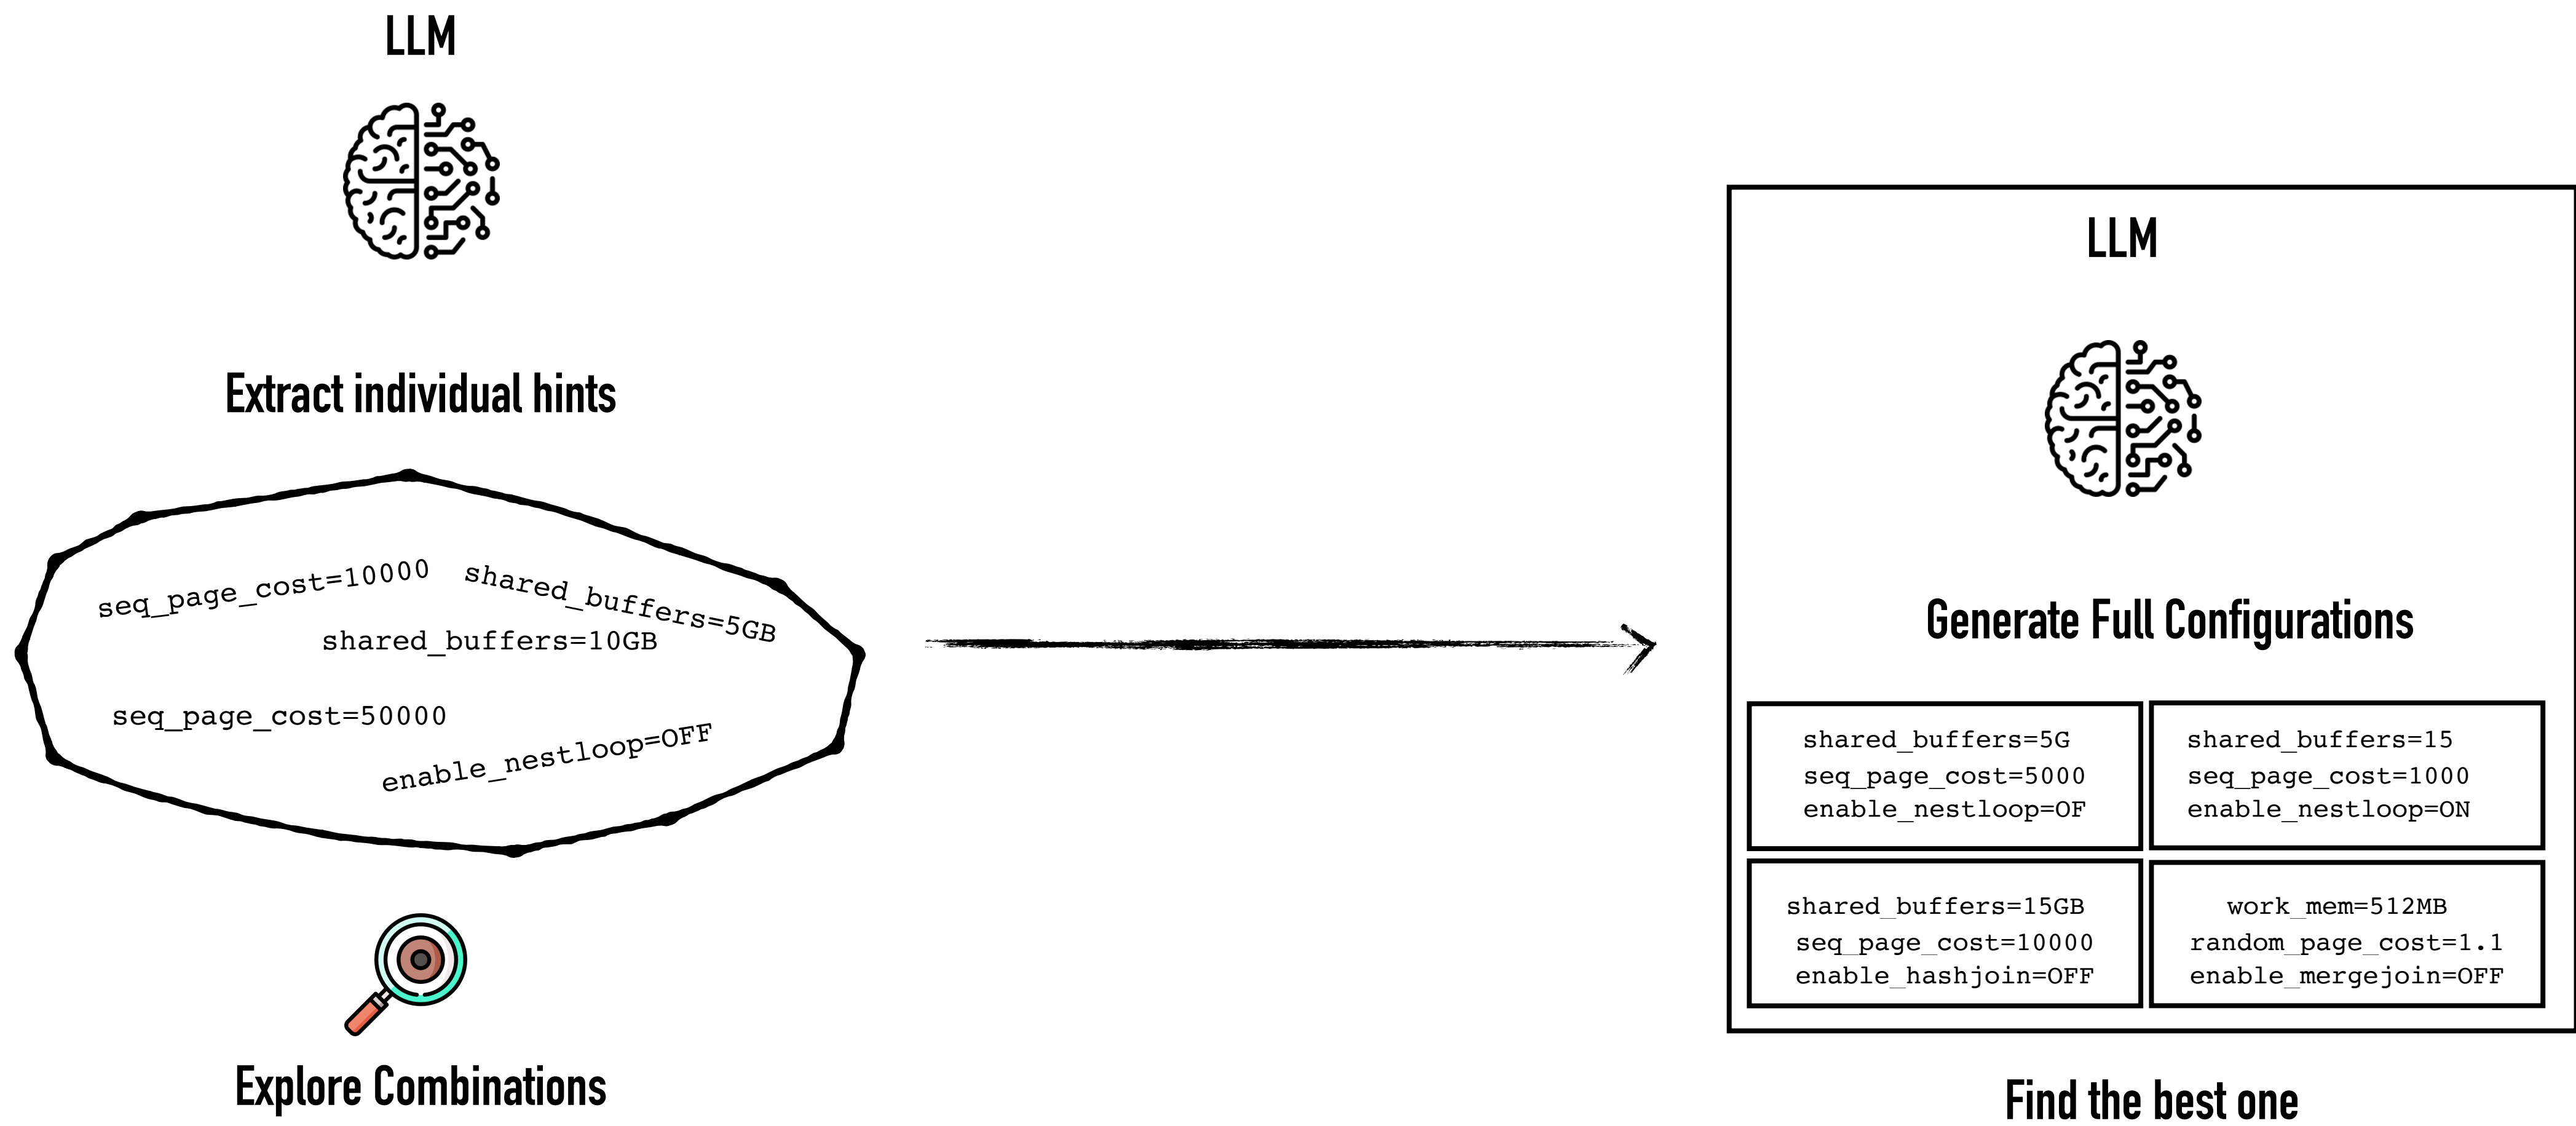 LLM
Extract individual hints
seq_page_cost=10000
shared_buffers=5GB
shared_buffers=10GB
seq_page_cost=50000
enable_nestloop=OFF
Explore Combinations
LLM
Generate Full Configurations
shared_buffers=5G
seq_page_cost=5000
enable_nestloop=OF
shared_buffers=15
seq_page_cost=1000
enable_nestloop=ON
shared_buffers=15GB
seq_page_cost=10000
enable_hashjoin=OFF
work_mem=512MB
random_page_cost=1.1
enable_mergejoin=OFF
Find the best one